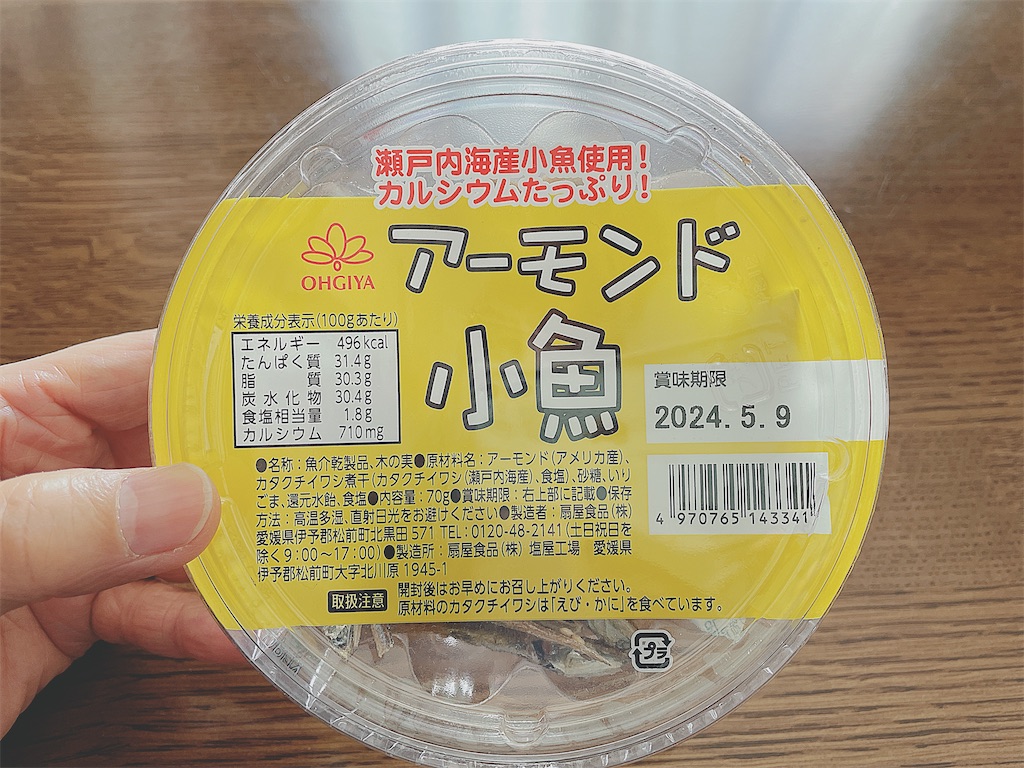 瀬戸内海産小魚使用!
カルシウムたっぷり!
OHGIYA
アーモンド
小魚
栄養成分表示(100gあたり)
エネルギー 496kcal
たんぱく質 31.4g
脂質 30.3g
炭水化物 30.4g
食塩相当量 1.8g
カルシウム 710mg
賞味期限
2024.5.9
4 970765 143341
●名称:魚介乾製品、木の実●原材料名:アーモンド(アメリカ産)、
カタクチイワシ煮干(カタクチイワシ(瀬戸内海産)、食塩)、砂糖、いり
ごま、還元水飴、食塩●内容量:70g●賞味期限:右上部に記載●保存
方法:高温多湿、直射日光をお避けください●製造者:扇屋食品(株)
愛媛県伊予郡松前町北黒田571 TEL:0120-48-2141(土日祝日を
除く9:00〜17:00)●製造所:扇屋食品(株)塩屋工場 愛媛県
伊予郡松前町大字北川原1945-1
取扱注意
開封後はお早めにお召し上がりください。
原材料のカタクチイワシは「えび・かに」を食べています。
プラ